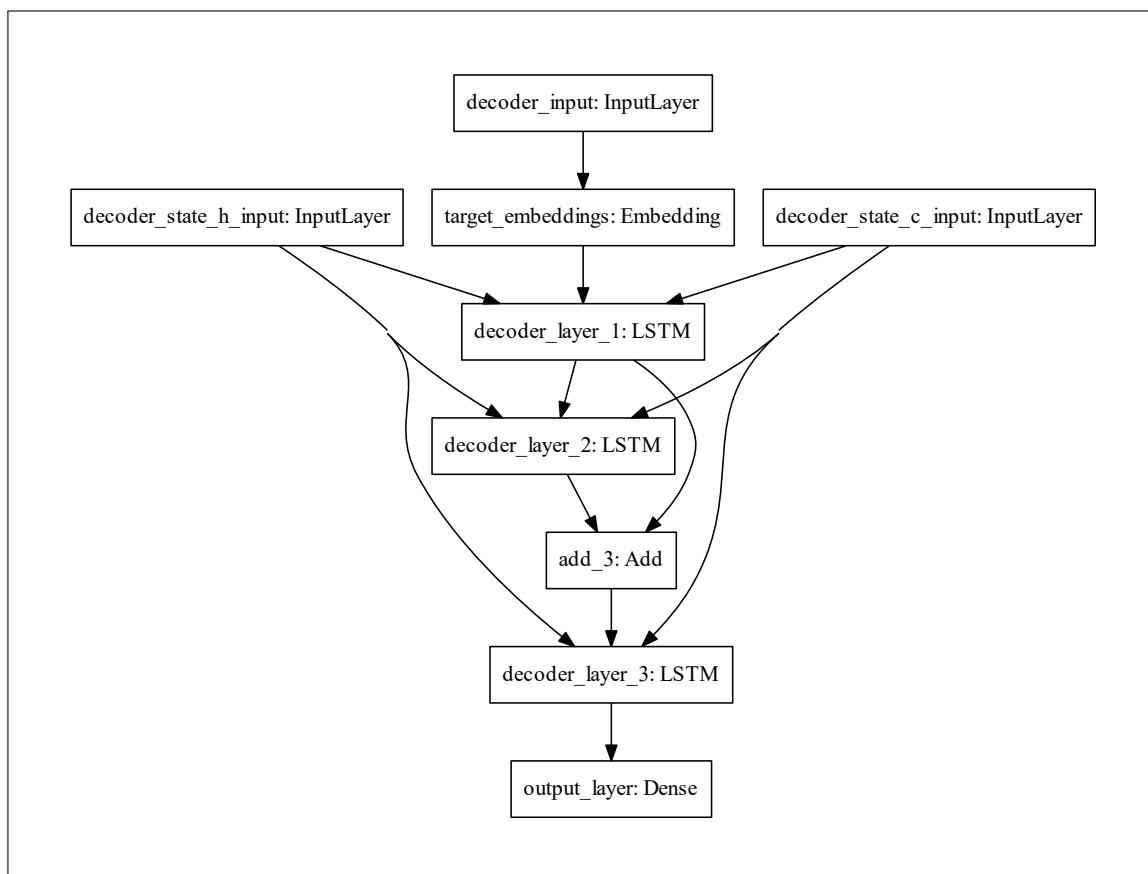 decoder_input: InputLayer
decoder_state_h_input: InputLayer
target_embeddings: Embedding
decoder_state_c_input: InputLayer
decoder_layer_1: LSTM
decoder_layer_2: LSTM
add_3: Add
decoder_layer_3: LSTM
output_layer: Dense